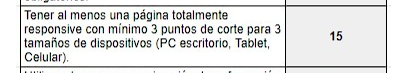 Tener al menos una página totalmente
responsive con mínimo 3 puntos de corte para 3
tamaños de dispositivos (PC escritorio, Tablet,
Celular).
15